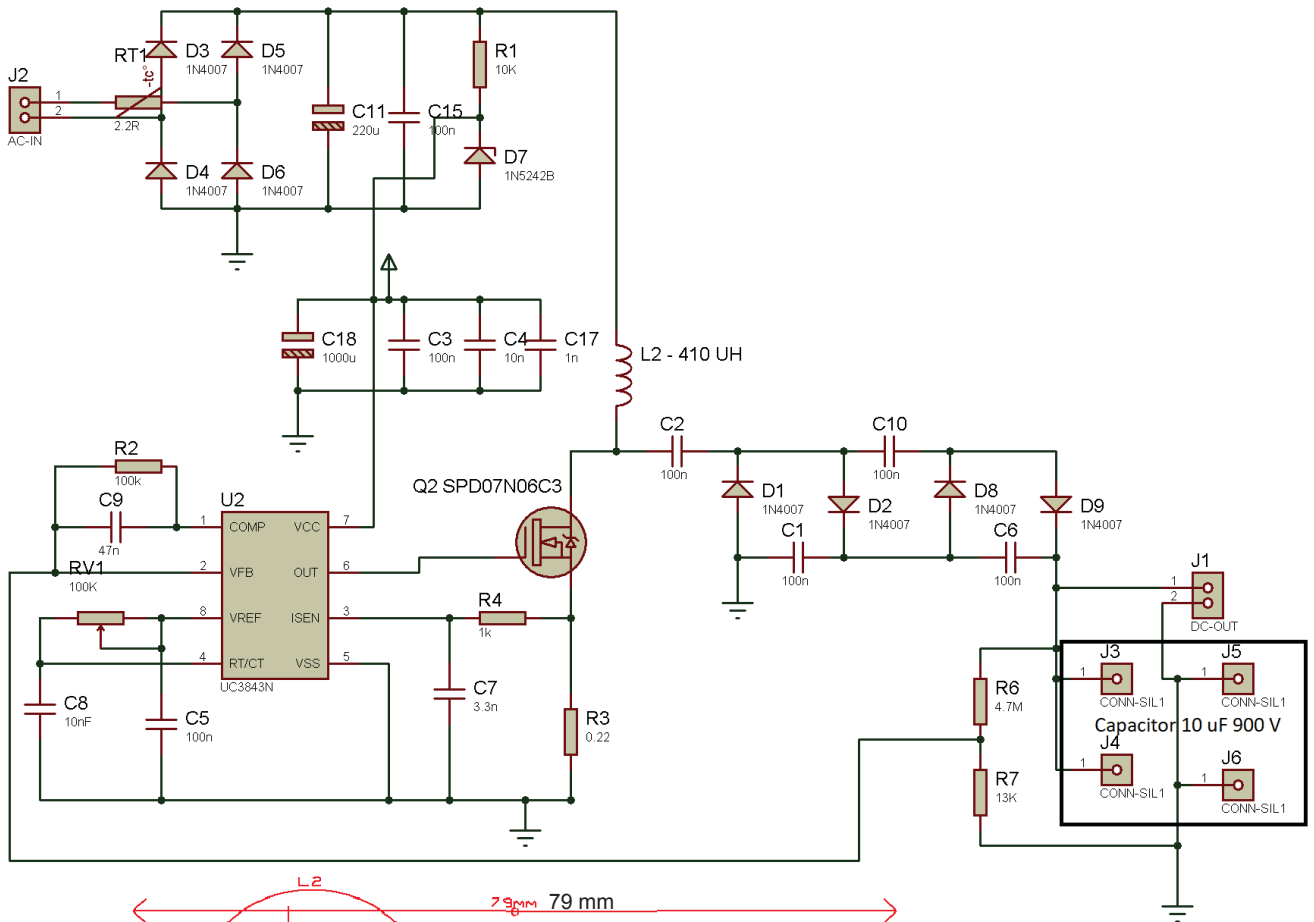 J2
1
2
AC-IN
RT1
-tc°
2.2R
D3
1N4007
D5
1N4007
D4
1N4007
D6
1N4007
C11
220u
C15
100n
R1
10K
D7
1N5242B
C18
1000u
C3
100n
C4
10n
C17
1n
L2 - 410 UH
R2
100k
C9
47n
RV1
100K
C8
10nF
C5
100n
U2
1 COMP VCC 7
2 VFB OUT 6
8 VREF ISEN 3
4 RT/CT VSS 5
UC3843N
Q2 SPD07N06C3
R4
1k
C7
3.3n
R3
0.22
C2
100n
C10
100n
D1
1N4007
D2
1N4007
D8
1N4007
D9
1N4007
C1
100n
C6
100n
J1
1
2
DC-OUT
R6
4.7M
R7
13K
J3
1
CONN-SIL1
J5
1
CONN-SIL1
Capacitor 10 uF 900 V
J4
1
CONN-SIL1
J6
1
CONN-SIL1
L2
79mm 79 mm